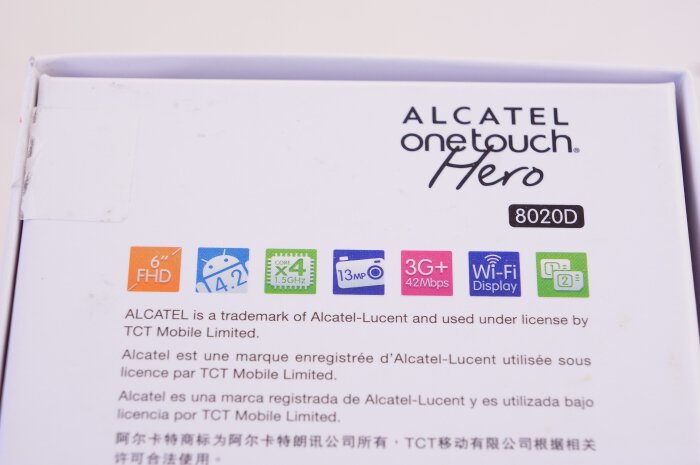 ALCATEL
onetouch®
Hero
8020D
6"
FHD
4.2
CORE
x4
1.5GHz
13MP
3G+
42Mbps
Wi-Fi
Display
1
2
ALCATEL is a trademark of Alcatel-Lucent and used under license by
TCT Mobile Limited.
Alcatel est une marque enregistrée d'Alcatel-Lucent utilisée sous
licence par TCT Mobile Limited.
Alcatel es una marca registrada de Alcatel-Lucent y es utilizada bajo
licencia por TCT Mobile Limited.
阿尔卡特商标为阿尔卡特朗讯公司所有，TCT移动有限公司根据相关
许可合法使用。